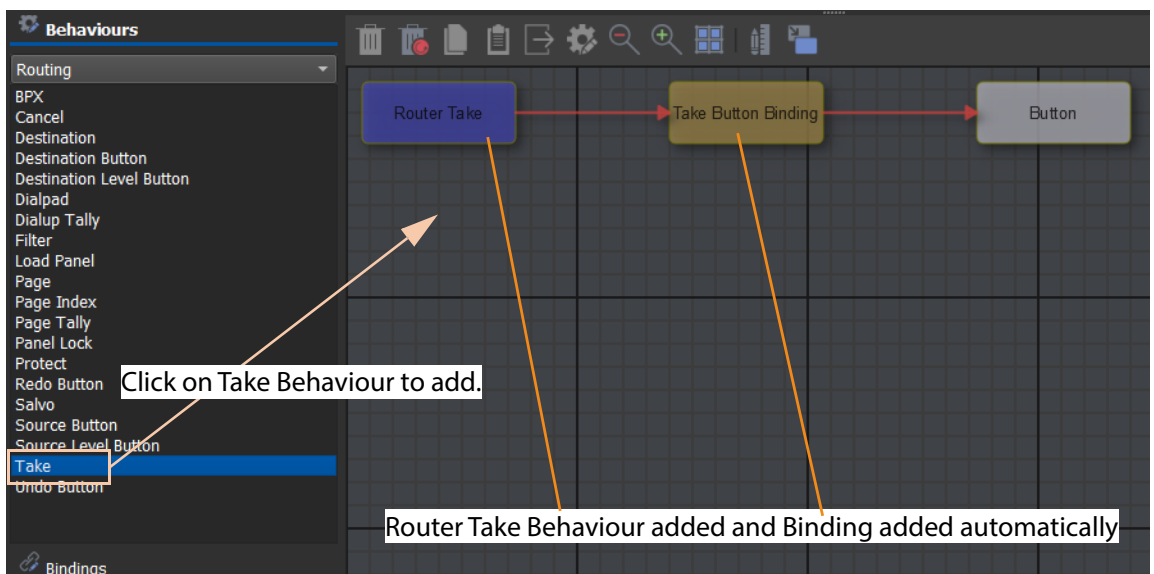 Behaviours
Routing
BPX
Cancel
Destination
Destination Button
Destination Level Button
Dialpad
Dialup Tally
Filter
Load Panel
Page
Page Index
Page Tally
Panel Lock
Protect
Redo Button
Salvo
Source Button
Source Level Button
Take
Undo Button
Bindings
Router Take
Take Button Binding
Button
Click on Take Behaviour to add.
Router Take Behaviour added and Binding added automatically